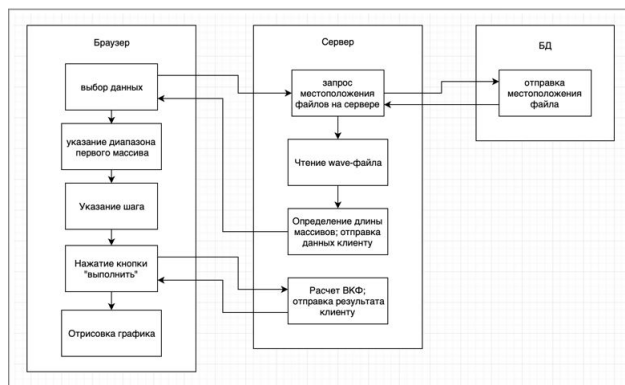 Браузер
выбор данных
указание диапазона
первого массива
Указание шага
Нажатие кнопки
"выполнить"
Отрисовка графика
Сервер
запрос
местоположения
файлов на сервере
Чтение wave-файла
Определение длины
массивов; отправка
данных клиенту
Расчет ВКФ;
отправка результата
клиенту
БД
отправка
местоположения
файла